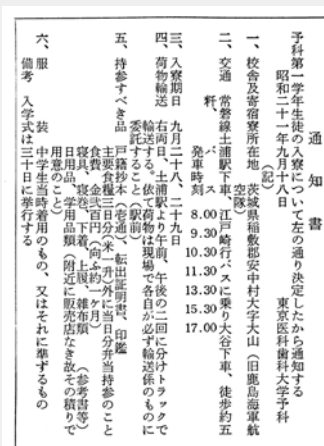 通知書
予科第一学年生徒の入寮について左の通り決定したから通知する
昭和二十一年九月十八日　東京医科歯科大学予科
（記）
一、校舎及寄宿寮所在地　茨城県稲敷郡安中村大字大山（旧鹿島海軍航
空隊）
二、交通　常磐線土浦駅下車、江戸崎行バスに乗り大谷下車、徒歩約五
粁、
バス
発車時刻　8.00　9.30　10.30　11.30　13.30　15.30　17.00
三、入寮期日　九月二十八、二十九日
四、荷物輸送　右両日、土浦駅より午前、午後の二回に分けトラックで
輸送する。依て荷物は現場で各自が必ず輸送係のものに
委託すること（駅前）
五、持参すべき品　戸籍抄本（壱通）、転出証明書、印鑑
主要食糧三日分（米一升）外に当日分弁当持参のこと
食費、金弐百円（向ふ約一ケ月）
寝具、寝巻、下着、上履、雑布類　（参考書等）
日用品、学用品類（附近に販売店なき故その積りで
用意のこと）
六、服装　中学生当時着用のもの、又はそれに準ずるもの
備考　入学式は三十日に挙行する